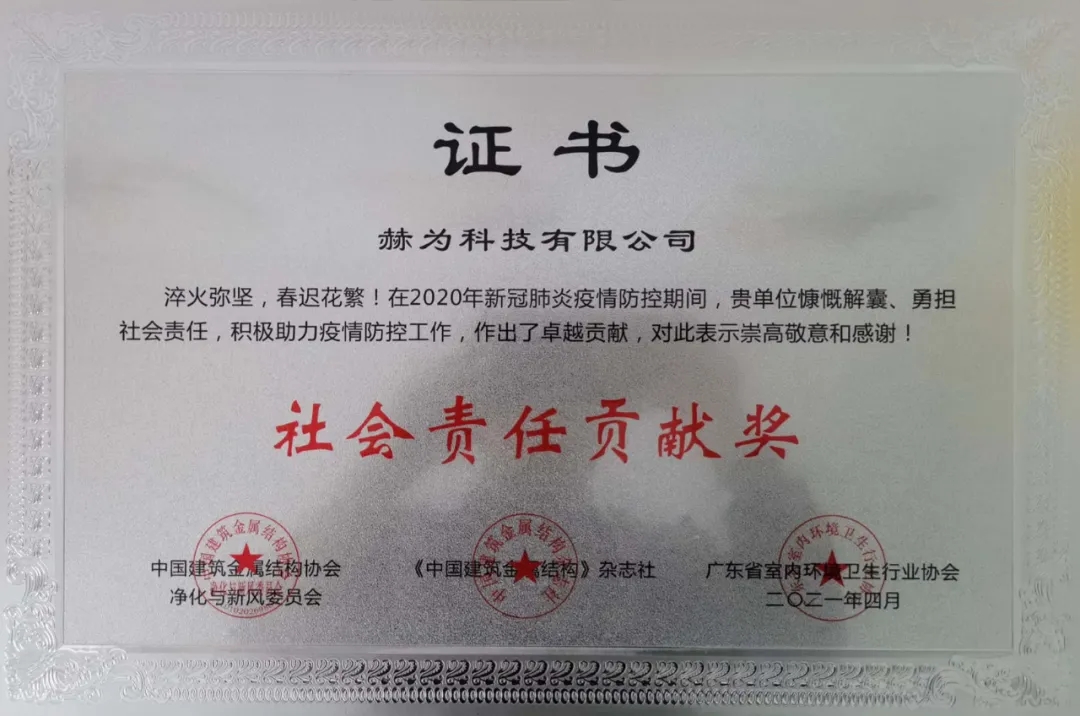 证书
赫为科技有限公司
淬火弥坚，春迟花繁！在2020年新冠肺炎疫情防控期间，贵单位慷慨解囊、勇担
社会责任，积极助力疫情防控工作，作出了卓越贡献，对此表示崇高敬意和感谢！
社会责任贡献奖
中国建筑金属结构协会
净化与新风委员会
《中国建筑金属结构》杂志社
广东省室内环境卫生行业协会
二〇二一年四月